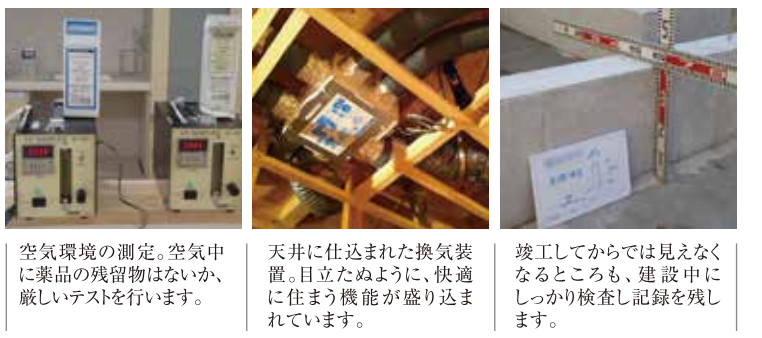 空気環境の測定。空気中
に薬品の残留物はないか、
厳しいテストを行います。
天井に仕込まれた換気装
置。目立たぬように、快適
に住まう機能が盛り込ま
れています。
竣工してからでは見えなく
なるところも、建設中に
しっかり検査し記録を残し
ます。